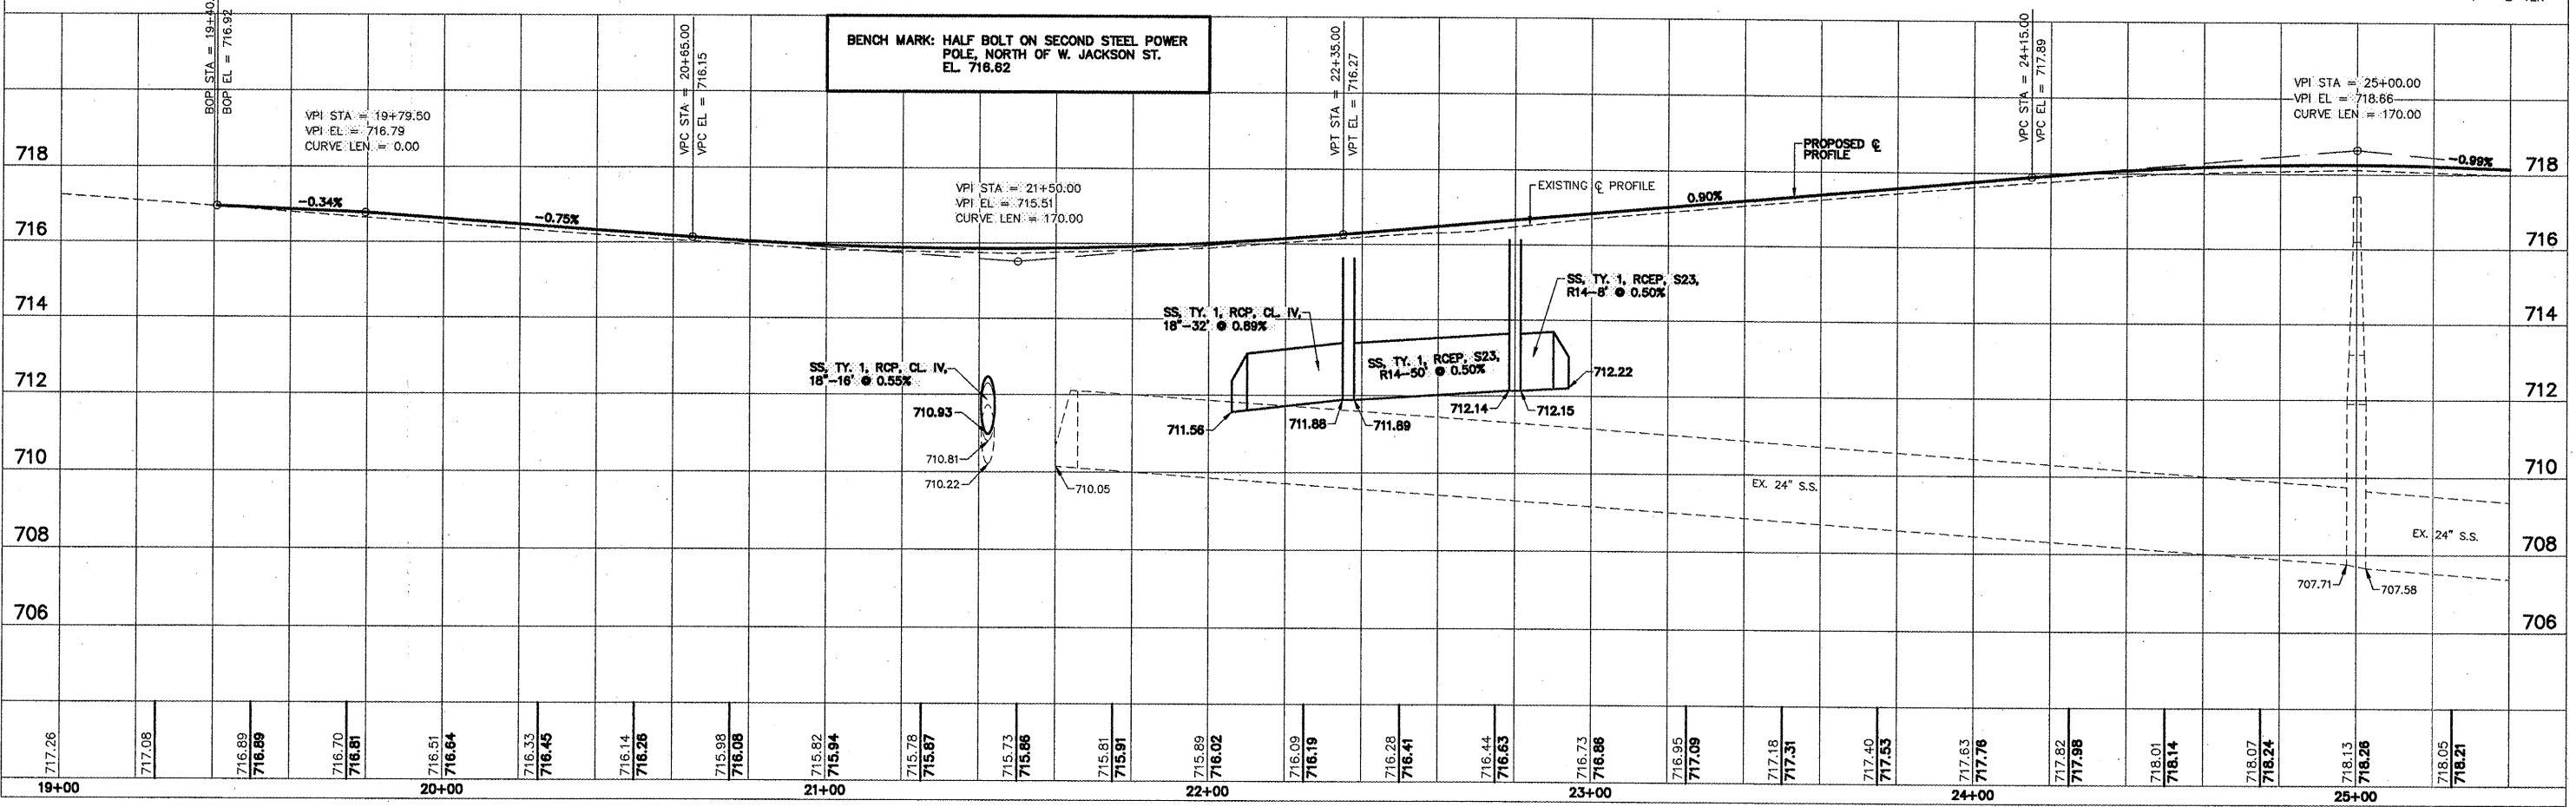 BOP STA = 19+40.
BOP EL = 716.92
VPI STA = 19+79.50
VPI EL = 716.79
CURVE LEN = 0.00
VPC STA = 20+65.00
VPC EL = 716.15
BENCH MARK: HALF BOLT ON SECOND STEEL POWER
POLE, NORTH OF W. JACKSON ST.
EL. 716.62
VPT STA = 22+35.00
VPT EL = 716.27
VPC STA = 24+15.00
VPC EL = 717.89
VPI STA = 25+00.00
VPI EL = 718.66
CURVE LEN = 170.00
PROPOSED ℄
PROFILE
718
718
-0.99%
-0.34%
-0.75%
VPI STA = 21+50.00
VPI EL = 715.51
CURVE LEN = 170.00
EXISTING ℄ PROFILE
0.90%
716
716
SS, TY. 1, RCEP, S23,
R14-8' @ 0.50%
714
714
SS, TY. 1, RCP, CL. IV,
18"-32' @ 0.89%
SS, TY. 1, RCEP, S23,
R14-50' @ 0.50%
SS, TY. 1, RCP, CL. IV,
18"-16' @ 0.55%
712.22
712
712
710.93
711.56
711.88
711.89
712.14
712.15
710.81
710.22
710.05
710
710
EX. 24" S.S.
EX. 24" S.S.
708
708
707.71
707.58
706
706
717.26
717.08
716.89
716.89
716.70
716.81
716.51
716.64
716.33
716.45
716.14
716.26
715.98
716.08
715.82
715.94
715.78
715.87
715.73
715.86
715.81
715.91
715.89
716.02
716.09
716.19
716.28
716.41
716.44
716.63
716.73
716.86
716.95
717.09
717.18
717.31
717.40
717.53
717.63
717.76
717.82
717.98
718.01
718.14
718.07
718.24
718.13
718.26
718.05
718.21
19+00
20+00
21+00
22+00
23+00
24+00
25+00